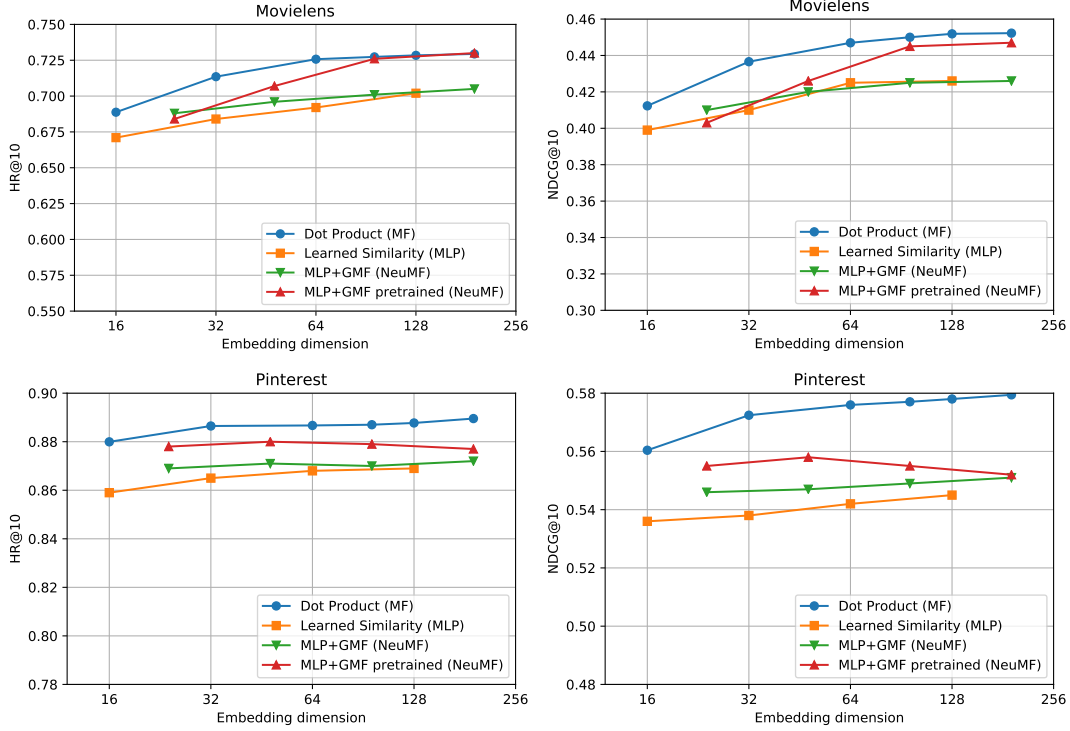 Movielens
HR@10
0.750
0.725
0.700
0.675
0.650
0.625
0.600
0.575
0.550
Dot Product (MF)
Learned Similarity (MLP)
MLP+GMF (NeuMF)
MLP+GMF pretrained (NeuMF)
16 32 64 128 256
Embedding dimension
Movielens
NDCG@10
0.46
0.44
0.42
0.40
0.38
0.36
0.34
0.32
0.30
Dot Product (MF)
Learned Similarity (MLP)
MLP+GMF (NeuMF)
MLP+GMF pretrained (NeuMF)
16 32 64 128 256
Embedding dimension
Pinterest
HR@10
0.90
0.88
0.86
0.84
0.82
0.80
0.78
Dot Product (MF)
Learned Similarity (MLP)
MLP+GMF (NeuMF)
MLP+GMF pretrained (NeuMF)
16 32 64 128 256
Embedding dimension
Pinterest
NDCG@10
0.58
0.56
0.54
0.52
0.50
0.48
Dot Product (MF)
Learned Similarity (MLP)
MLP+GMF (NeuMF)
MLP+GMF pretrained (NeuMF)
16 32 64 128 256
Embedding dimension